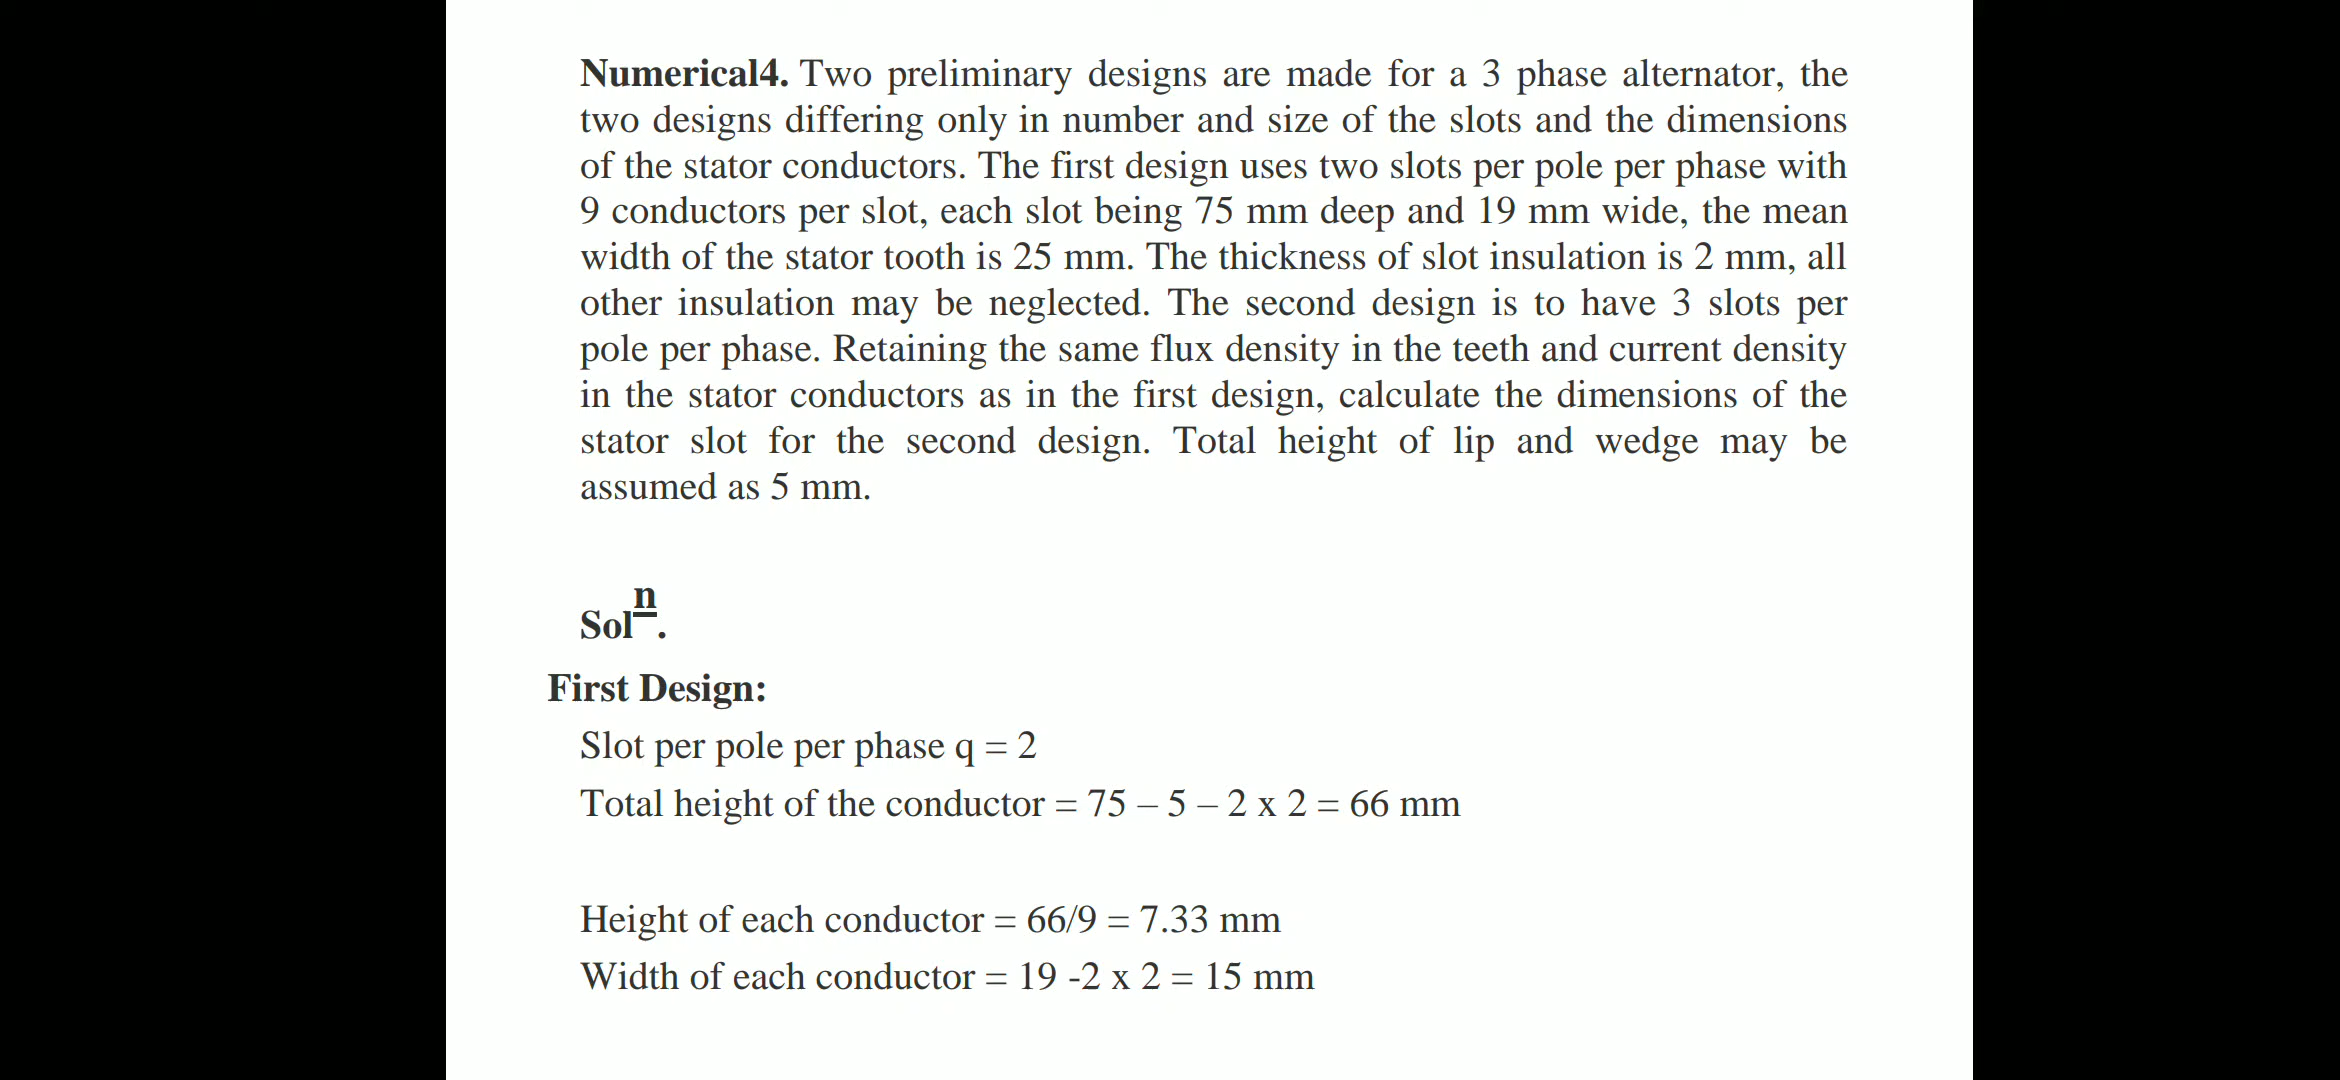 Numerical4. Two preliminary designs are made for a 3 phase alternator, the
two designs differing only in number and size of the slots and the dimensions
of the stator conductors. The first design uses two slots per pole per phase with
9 conductors per slot, each slot being 75 mm deep and 19 mm wide, the mean
width of the stator tooth is 25 mm. The thickness of slot insulation is 2 mm, all
other insulation may be neglected. The second design is to have 3 slots per
pole per phase. Retaining the same flux density in the teeth and current density
in the stator conductors as in the first design, calculate the dimensions of the
stator slot for the second design. Total height of lip and wedge may be
assumed as 5 mm.
Solⁿ.
First Design:
Slot per pole per phase q = 2
Total height of the conductor = 75 – 5 – 2 x 2 = 66 mm
Height of each conductor = 66/9 = 7.33 mm
Width of each conductor = 19 -2 x 2 = 15 mm